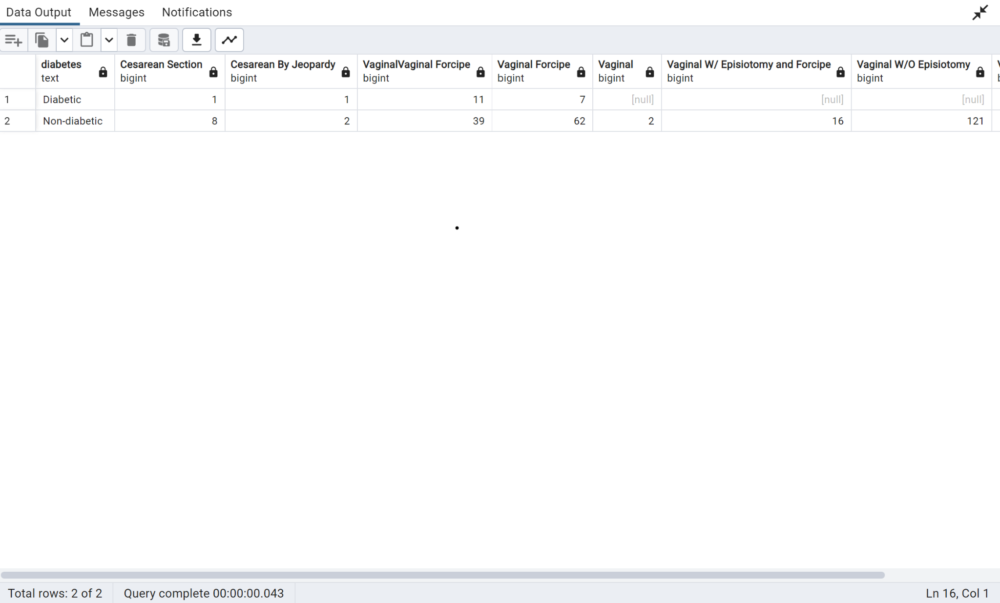 Data Output Messages Notifications
diabetes Cesarean Section Cesarean By Jeopardy VaginalVaginal Forcipe Vaginal Forcipe Vaginal Vaginal W/ Episiotomy and Forcipe Vaginal W/O Episiotomy
text bigint bigint bigint bigint bigint bigint bigint
1 Diabetic 1 1 11 7 [null] [null] [null]
2 Non-diabetic 8 2 39 62 2 16 121
Total rows: 2 of 2 Query complete 00:00:00.043 Ln 16, Col 1